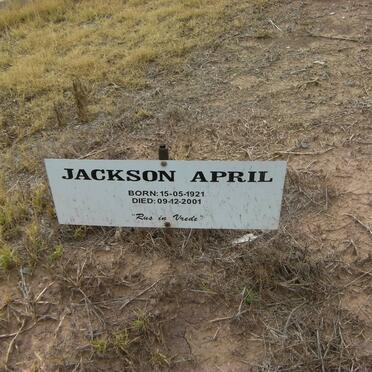 JACKSON APRIL
BORN: 15-05-1921
DIED: 09-12-2001
"Rus in Vrede"